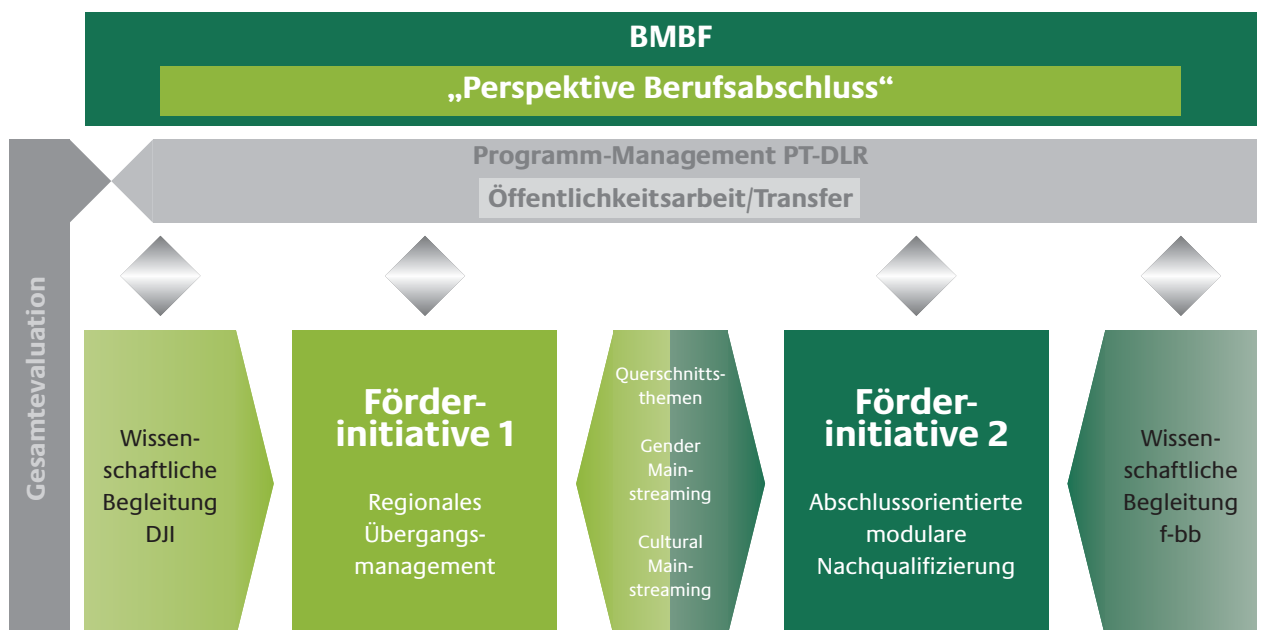 BMBF
„Perspektive Berufsabschluss“
Programm-Management PT-DLR
Öffentlichkeitsarbeit/Transfer
Gesamtevaluation
Wissen-
schaftliche
Begleitung
DJI
Förder-
initiative 1
Regionales
Übergangs-
management
Querschnitts-
themen
Gender
Main-
streaming
Cultural
Main-
streaming
Förder-
initiative 2
Abschlussorientierte
modulare
Nachqualifizierung
Wissen-
schaftliche
Begleitung
f-bb